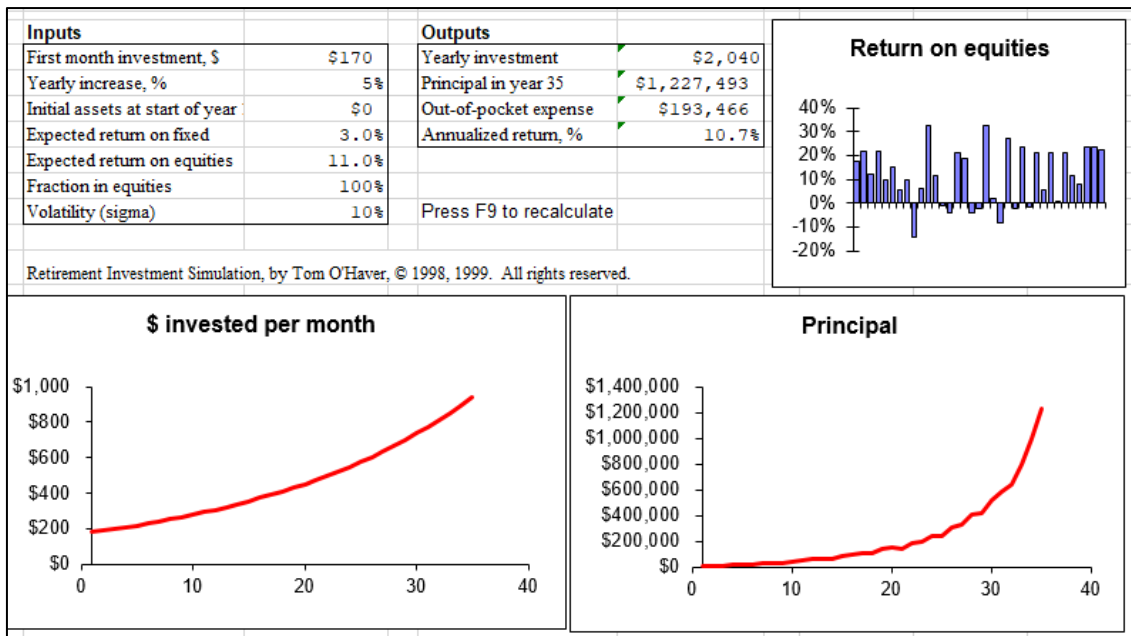 Inputs
First month investment, $ $170
Yearly increase, % 5%
Initial assets at start of year $0
Expected return on fixed 3.0%
Expected return on equities 11.0%
Fraction in equities 100%
Volatility (sigma) 10%
Outputs
Yearly investment $2,040
Principal in year 35 $1,227,493
Out-of-pocket expense $193,466
Annualized return, % 10.7%
Press F9 to recalculate
Retirement Investment Simulation, by Tom O'Haver, © 1998, 1999. All rights reserved.
Return on equities
40%
30%
20%
10%
0%
-10%
-20%
$ invested per month
$1,000
$800
$600
$400
$200
$0
0 10 20 30 40
Principal
$1,400,000
$1,200,000
$1,000,000
$800,000
$600,000
$400,000
$200,000
$0
0 10 20 30 40